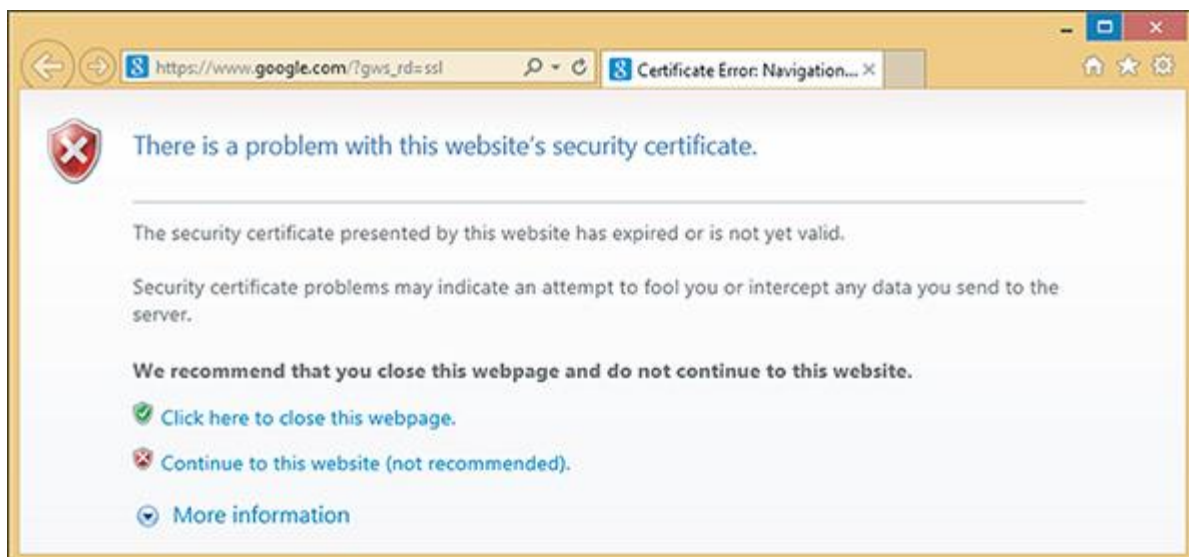 https://www.google.com/?gws_rd=ssl
Certificate Error: Navigation...
There is a problem with this website's security certificate.
The security certificate presented by this website has expired or is not yet valid.
Security certificate problems may indicate an attempt to fool you or intercept any data you send to the
server.
We recommend that you close this webpage and do not continue to this website.
Click here to close this webpage.
Continue to this website (not recommended).
More information